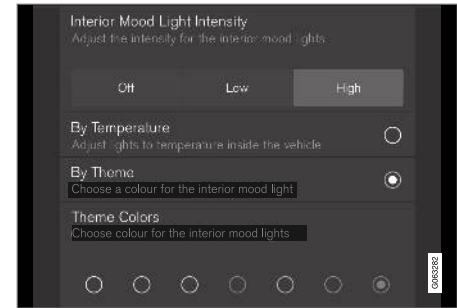 Interior Mood Light Intensity
Adjust the intensity for the interior mood lights
Off Low High
By Temperature
Adjust lights to temperature inside the vehicle
By Theme
Choose a colour for the interior mood light
Theme Colors
Choose colour for the interior mood lights
G063282